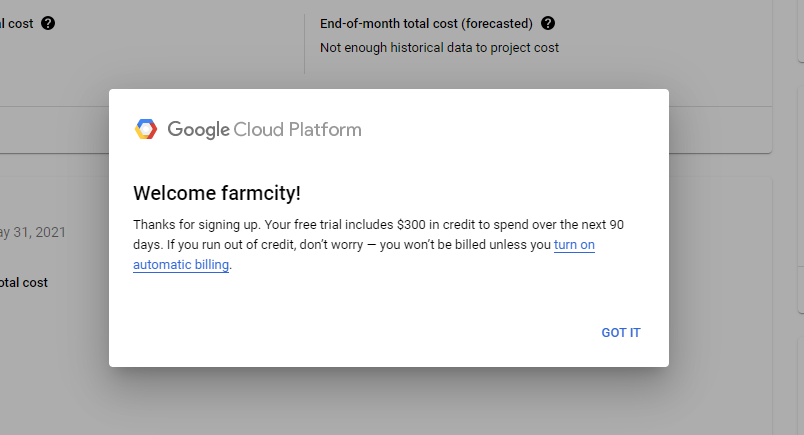 l cost ?
End-of-month total cost (forecasted) ?
Not enough historical data to project cost
Google Cloud Platform
Welcome farmcity!
Thanks for signing up. Your free trial includes $300 in credit to spend over the next 90
days. If you run out of credit, don’t worry — you won’t be billed unless you turn on
automatic billing.
ay 31, 2021
otal cost
GOT IT